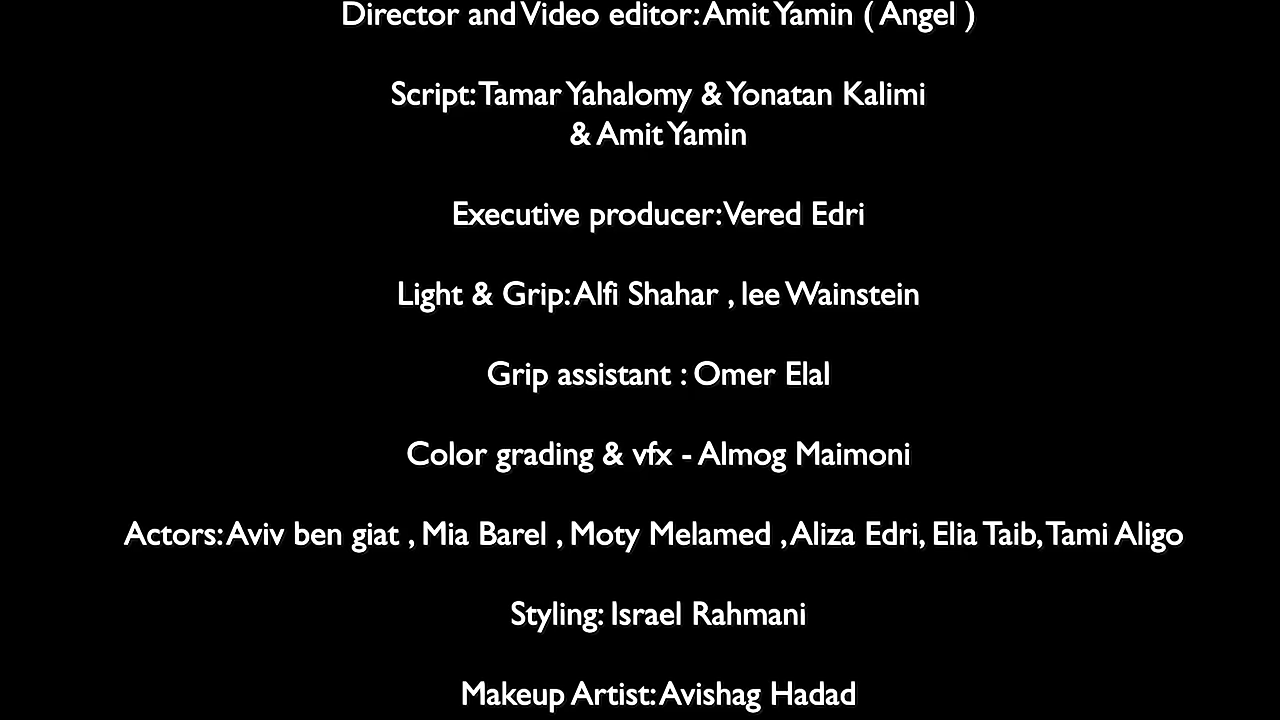 Director and Video editor: Amit Yamin ( Angel )
Script: Tamar Yahalomy & Yonatan Kalimi
& Amit Yamin
Executive producer: Vered Edri
Light & Grip: Alfi Shahar , lee Wainstein
Grip assistant : Omer Elal
Color grading & vfx - Almog Maimoni
Actors: Aviv ben giat , Mia Barel , Moty Melamed , Aliza Edri, Elia Taib, Tami Aligo
Styling: Israel Rahmani
Makeup Artist: Avishag Hadad